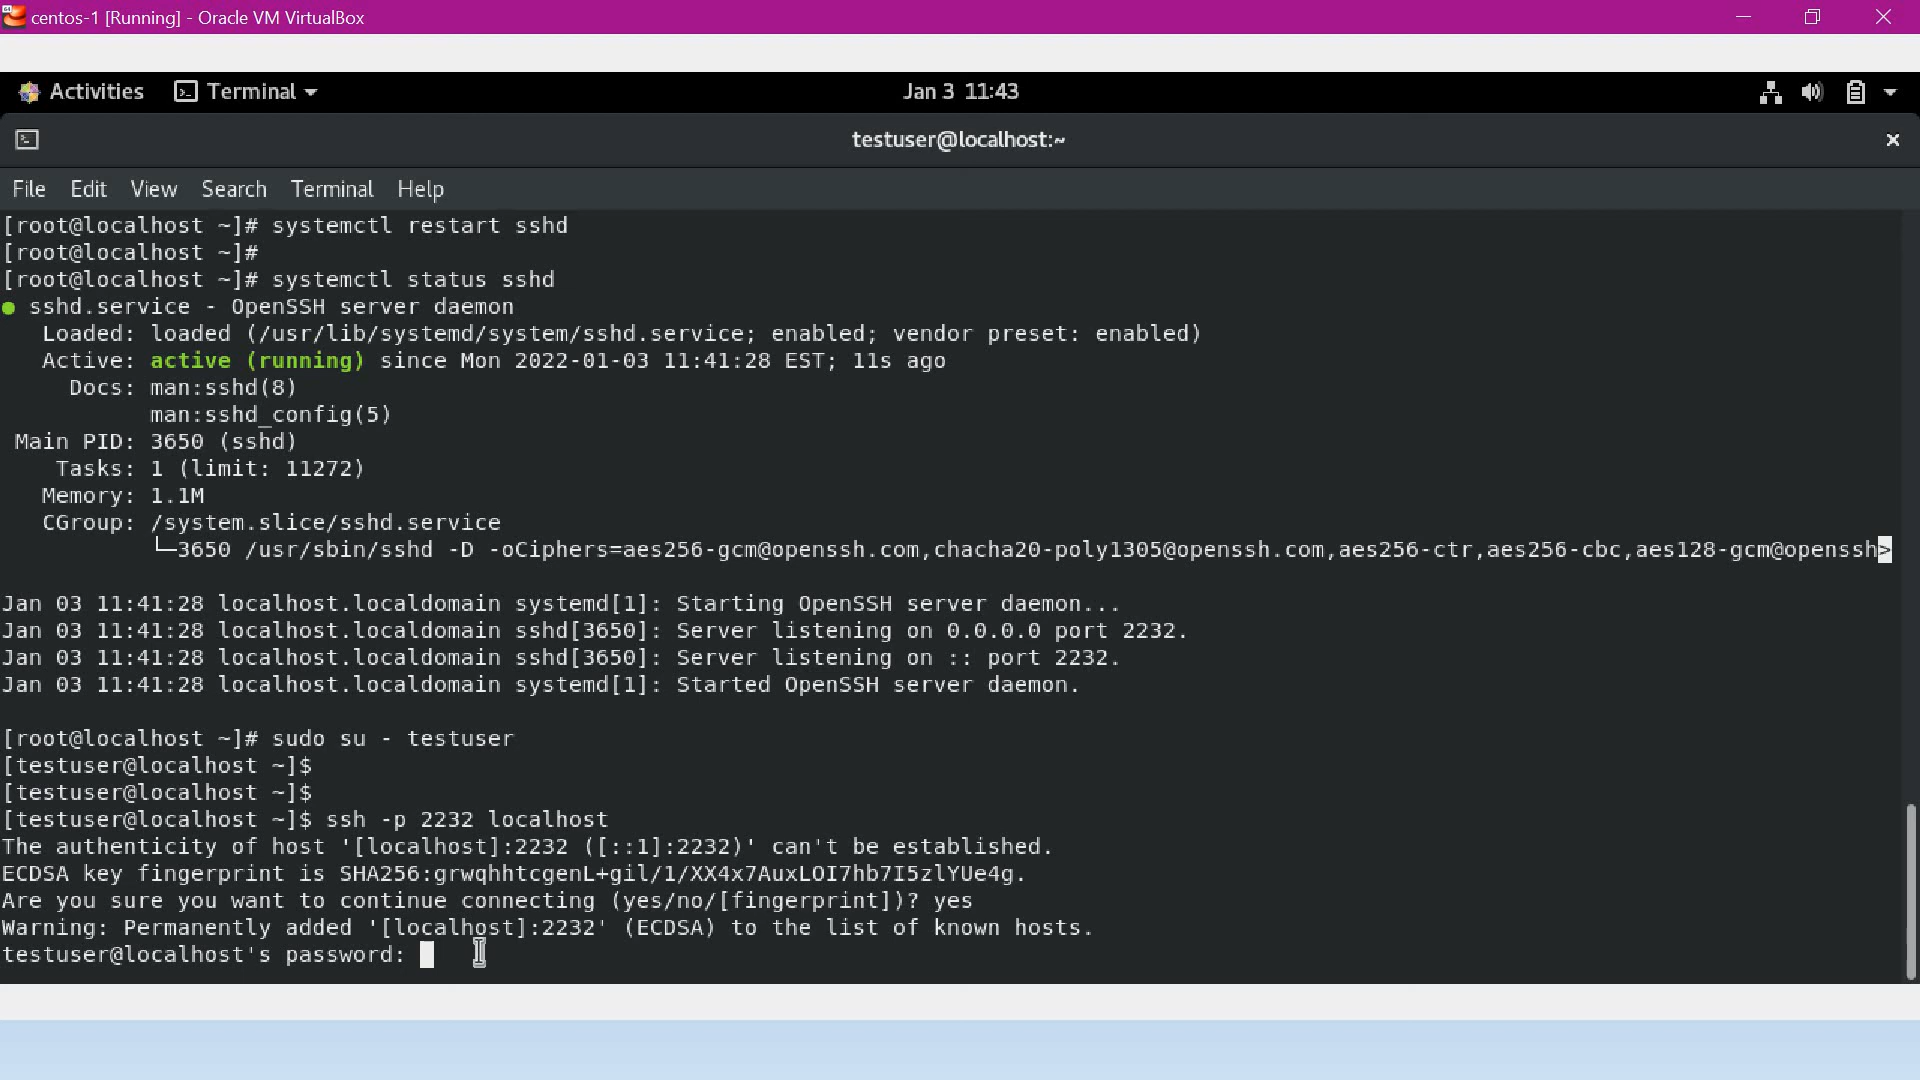 centos-1 [Running] - Oracle VM VirtualBox
Activities Terminal Jan 3 11:43
testuser@localhost:~
File Edit View Search Terminal Help
[root@localhost ~]# systemctl restart sshd
[root@localhost ~]#
[root@localhost ~]# systemctl status sshd
● sshd.service - OpenSSH server daemon
   Loaded: loaded (/usr/lib/systemd/system/sshd.service; enabled; vendor preset: enabled)
   Active: active (running) since Mon 2022-01-03 11:41:28 EST; 11s ago
     Docs: man:sshd(8)
           man:sshd_config(5)
 Main PID: 3650 (sshd)
    Tasks: 1 (limit: 11272)
   Memory: 1.1M
   CGroup: /system.slice/sshd.service
           └─3650 /usr/sbin/sshd -D -oCiphers=aes256-gcm@openssh.com,chacha20-poly1305@openssh.com,aes256-ctr,aes256-cbc,aes128-gcm@openssh>
Jan 03 11:41:28 localhost.localdomain systemd[1]: Starting OpenSSH server daemon...
Jan 03 11:41:28 localhost.localdomain sshd[3650]: Server listening on 0.0.0.0 port 2232.
Jan 03 11:41:28 localhost.localdomain sshd[3650]: Server listening on :: port 2232.
Jan 03 11:41:28 localhost.localdomain systemd[1]: Started OpenSSH server daemon.
[root@localhost ~]# sudo su - testuser
[testuser@localhost ~]$
[testuser@localhost ~]$
[testuser@localhost ~]$ ssh -p 2232 localhost
The authenticity of host '[localhost]:2232 ([::1]:2232)' can't be established.
ECDSA key fingerprint is SHA256:grwqhhtcgenL+gil/1/XX4x7AuxLOI7hb7I5zlYUe4g.
Are you sure you want to continue connecting (yes/no/[fingerprint])? yes
Warning: Permanently added '[localhost]:2232' (ECDSA) to the list of known hosts.
testuser@localhost's password: